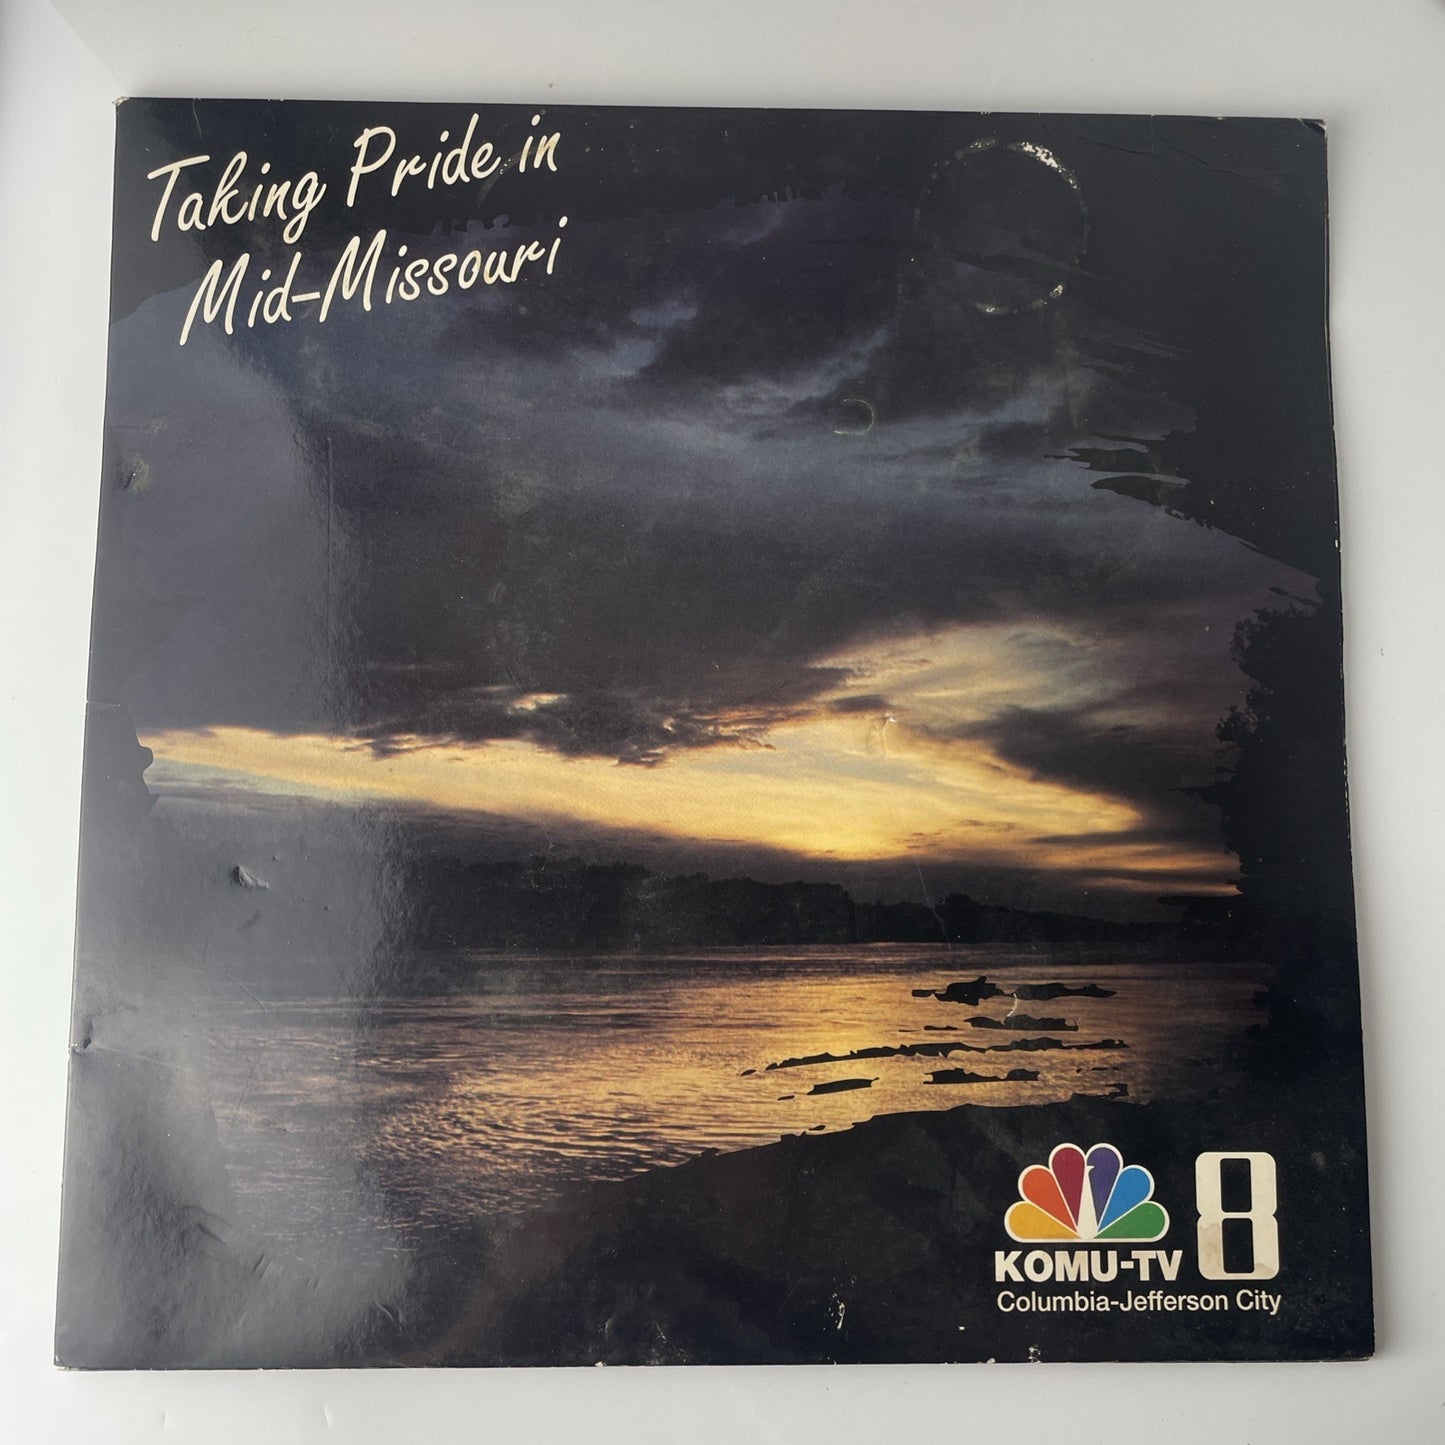 Taking Pride in
Mid-Missouri
KOMU-TV 8
Columbia-Jefferson City